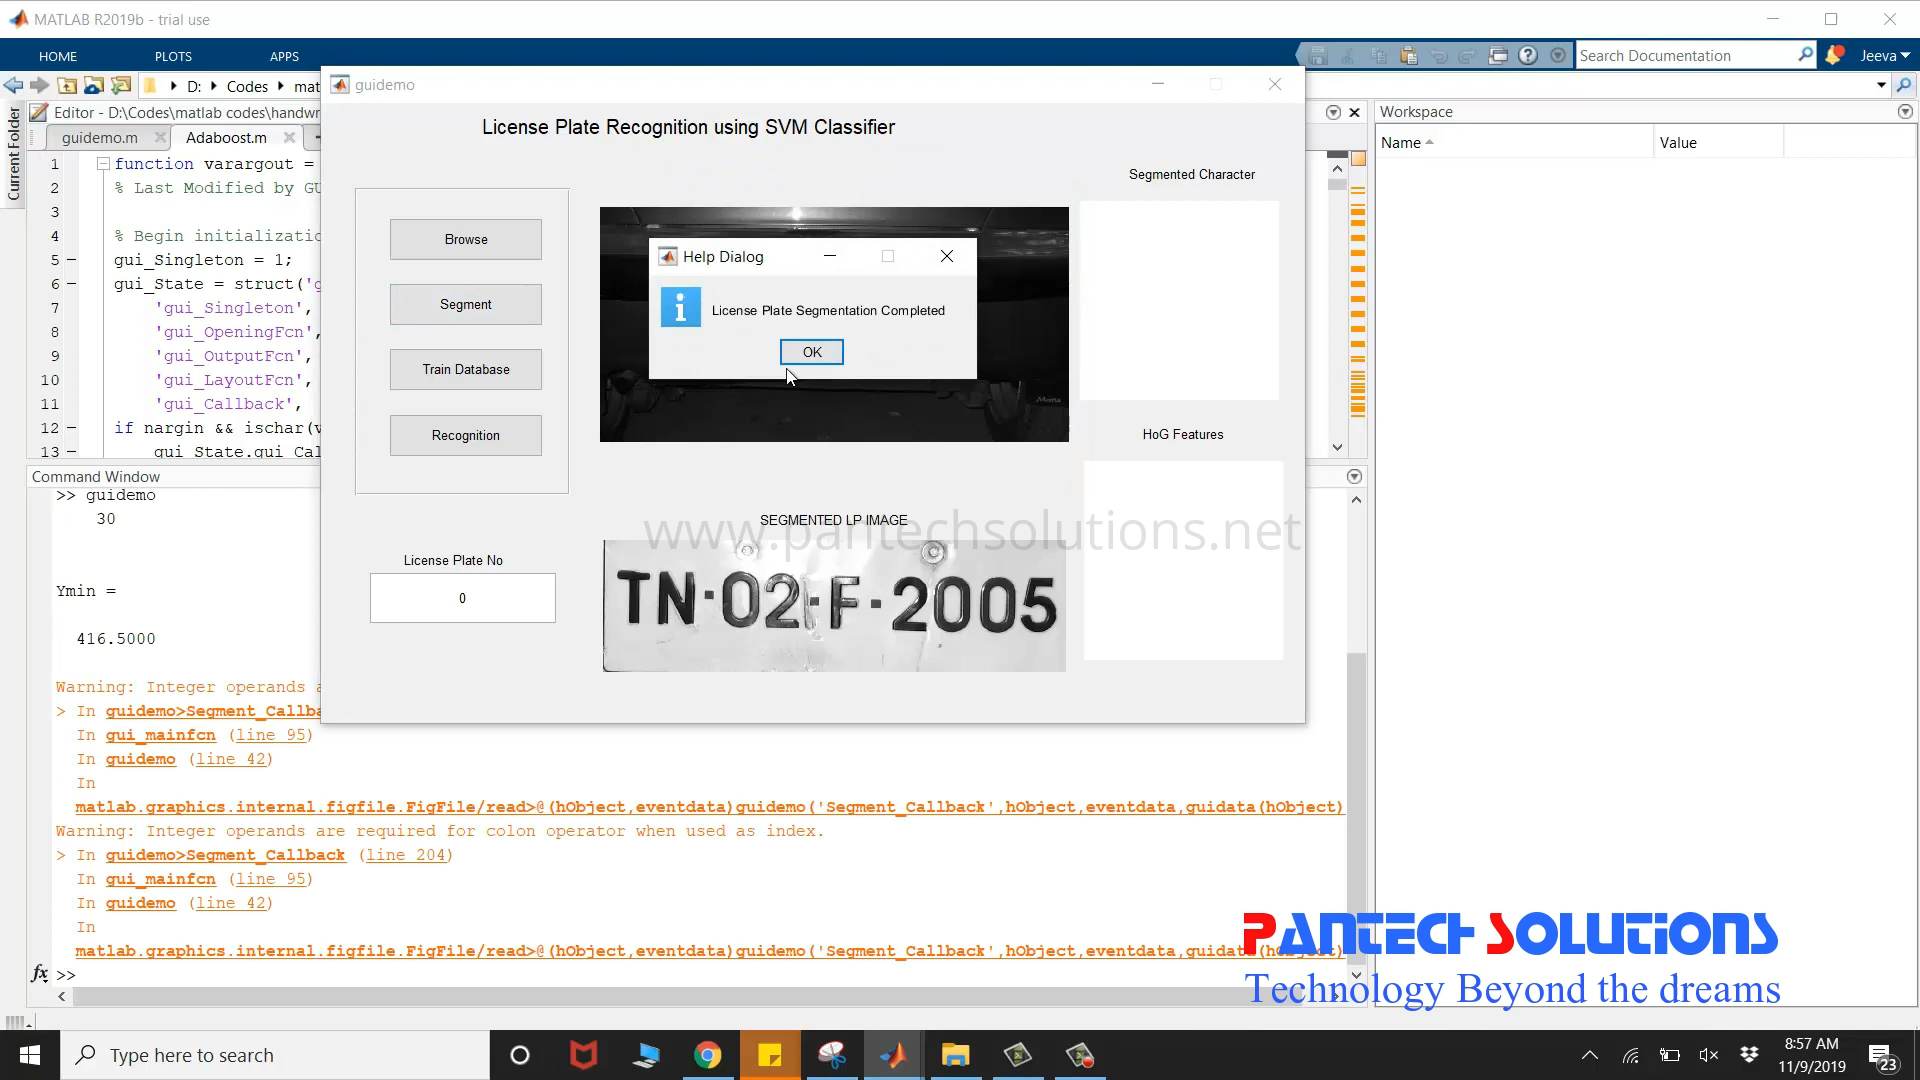 MATLAB R2019b - trial use
HOME PLOTS APPS
Search Documentation
Jeeva
D: Codes
guidemo
Editor - D:\Codes\matlab codes\handwr
guidemo.m Adaboost.m
Current Folder
1 function varargout =
2 % Last Modified by GU
3
4 % Begin initializatio
5 gui_Singleton = 1;
6 gui_State = struct('g
7 'gui_Singleton',
8 'gui_OpeningFcn',
9 'gui_OutputFcn',
10 'gui_LayoutFcn',
11 'gui_Callback',
12 if nargin && ischar(v
13 gui_State.gui_Cal
License Plate Recognition using SVM Classifier
Browse
Segment
Train Database
Recognition
License Plate No
0
Help Dialog
License Plate Segmentation Completed
OK
SEGMENTED LP IMAGE
TN·02·F·2005
Segmented Character
HoG Features
www.pantechsolutions.net
Workspace
Name Value
Command Window
>> guidemo
30
Ymin =
416.5000
Warning: Integer operands a
> In guidemo>Segment_Callba
In gui_mainfcn (line 95)
In guidemo (line 42)
In
matlab.graphics.internal.figfile.FigFile/read>@(hObject,eventdata)guidemo('Segment_Callback',hObject,eventdata,guidata(hObject)
Warning: Integer operands are required for colon operator when used as index.
> In guidemo>Segment_Callback (line 204)
In gui_mainfcn (line 95)
In guidemo (line 42)
In
matlab.graphics.internal.figfile.FigFile/read>@(hObject,eventdata)guidemo('Segment_Callback',hObject,eventdata,guidata(hObject)
fx >>
PANTECH SOLUTIONS
Technology Beyond the dreams
Type here to search
8:57 AM
11/9/2019
23